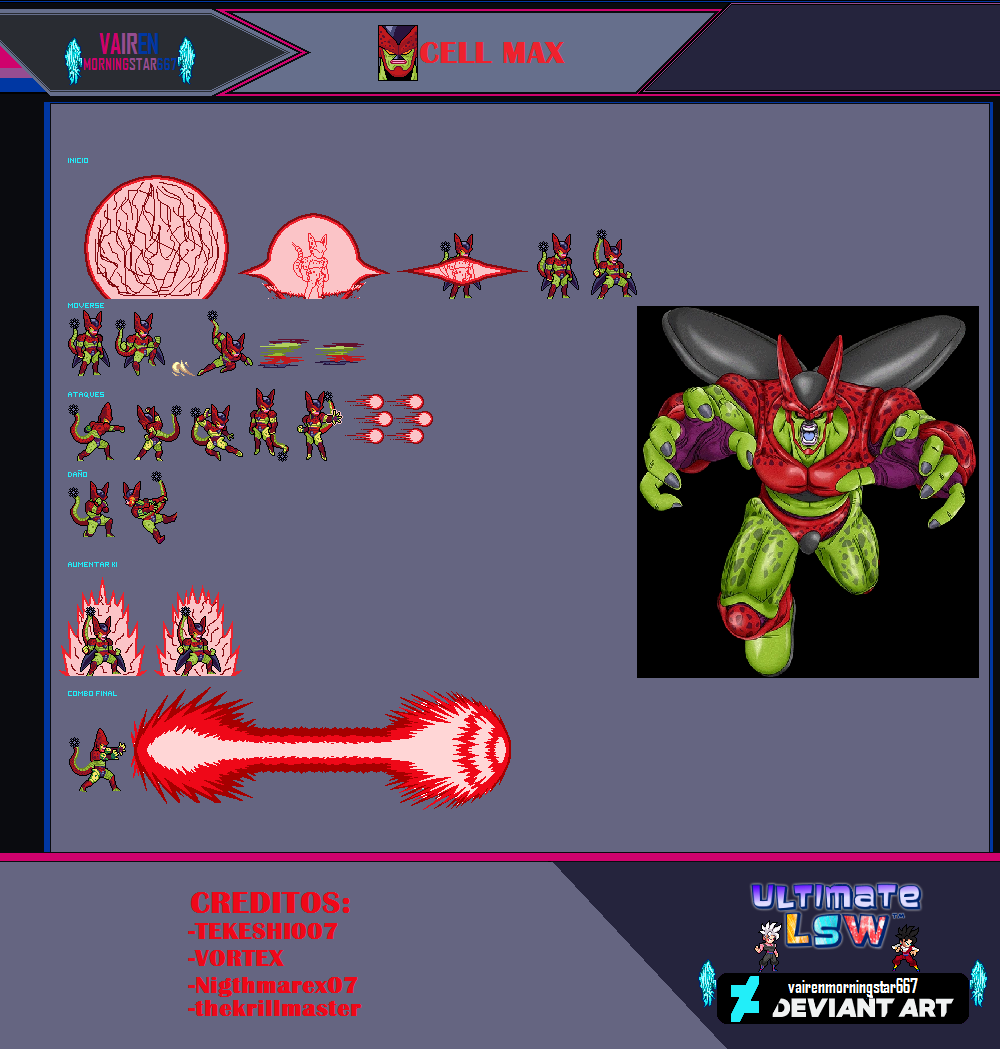 VAIREN
MORNINGSTAR667
CELL MAX
INICIO
MOVERSE
ATAQUES
DAÑO
AUMENTAR KI
COMBO FINAL
CREDITOS:
-TEKESHI007
-VORTEX
-Nigthmarex07
-thekrillmaster
ULTIMATE
LSW™
vairenmorningstar667
DEVIANT ART